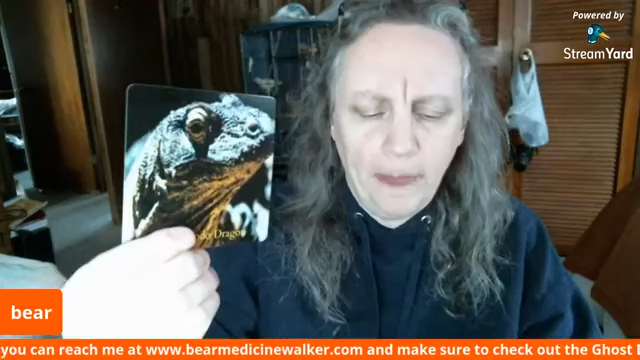 Powered by
StreamYard
Dragon
bear
you can reach me at www.bearmedicinewalker.com and make sure to check out the Ghost